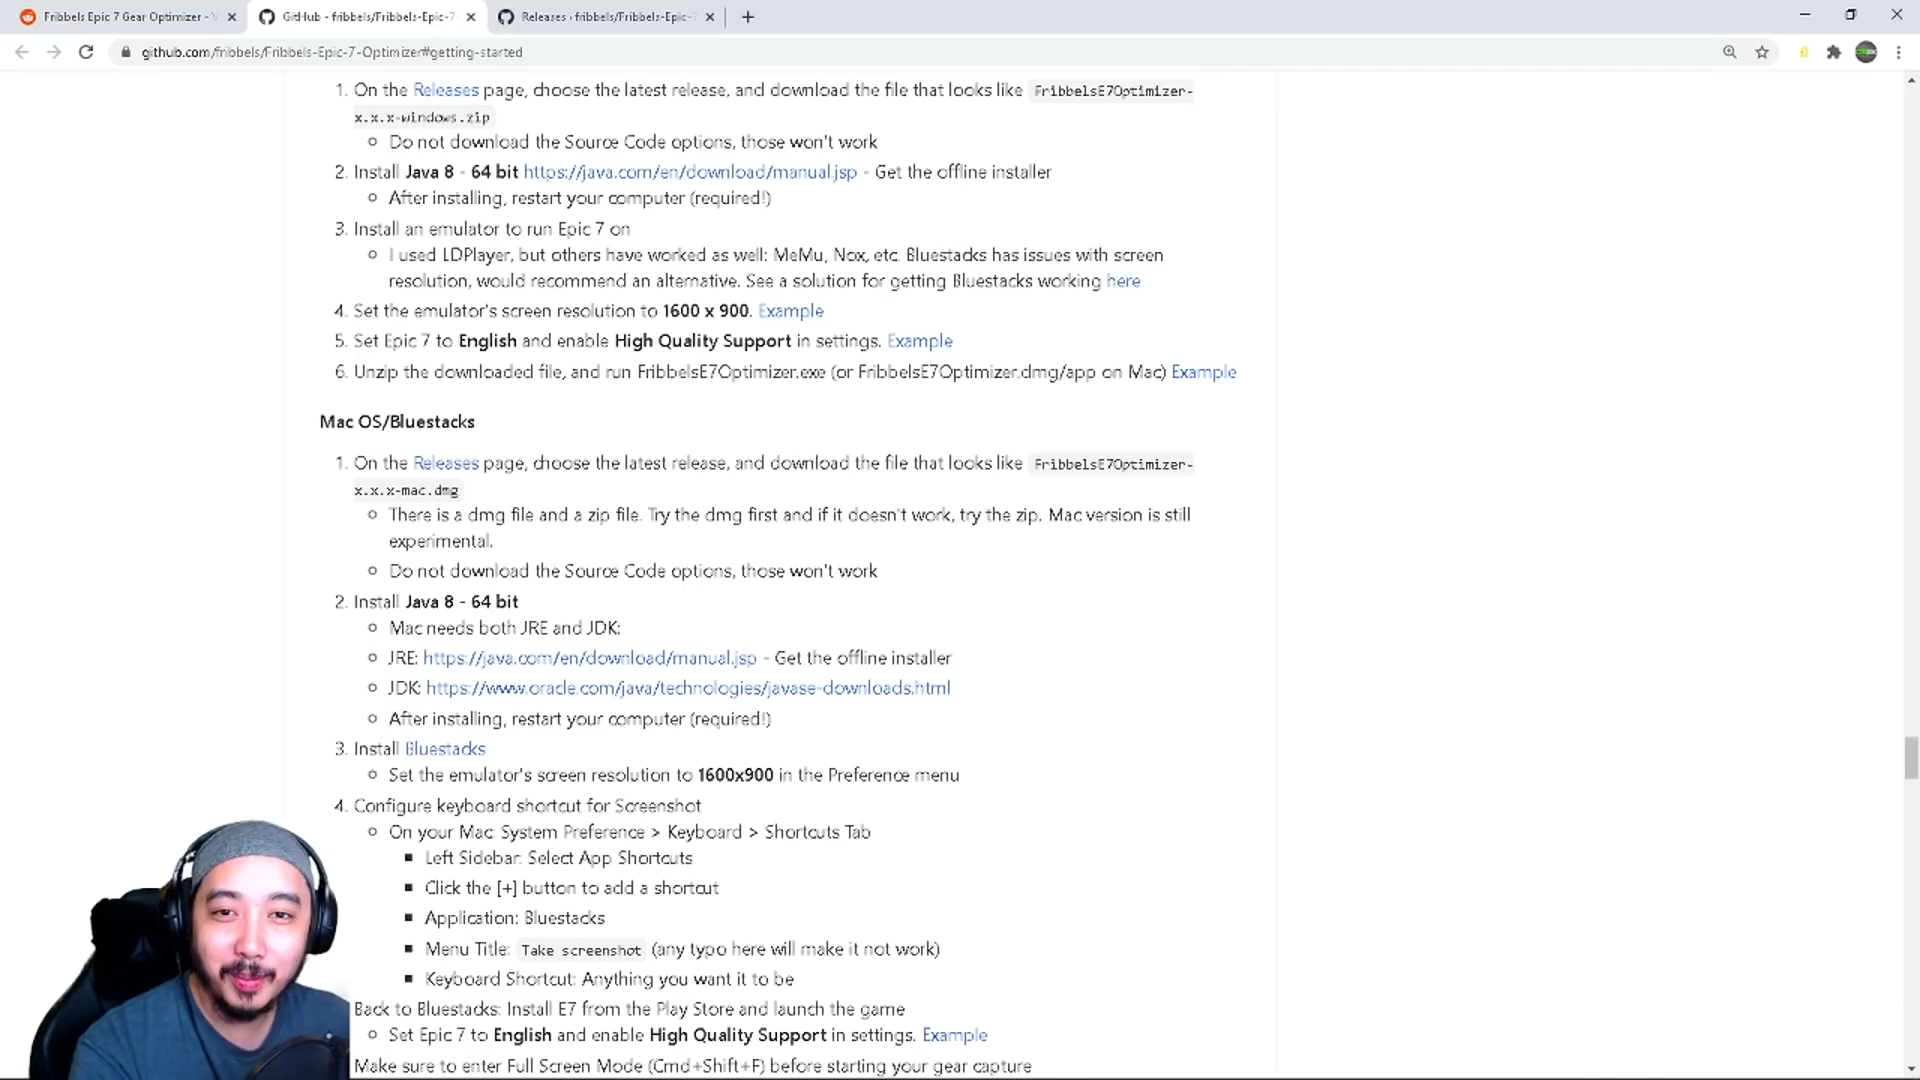 Fribbels Epic 7 Gear Optimizer -
GitHub - fribbels/Fribbels-Epic-7-
Releases · fribbels/Fribbels-Epic-7
github.com/fribbels/Fribbels-Epic-7-Optimizer#getting-started
1. On the Releases page, choose the latest release, and download the file that looks like FribbelsE7Optimizer-
x.x.x-windows.zip
Do not download the Source Code options, those won't work
2. Install Java 8 - 64 bit https://java.com/en/download/manual.jsp - Get the offline installer
After installing, restart your computer (required!)
3. Install an emulator to run Epic 7 on
I used LDPlayer, but others have worked as well: MeMu, Nox, etc. Bluestacks has issues with screen
resolution, would recommend an alternative. See a solution for getting Bluestacks working here
4. Set the emulator's screen resolution to 1600 x 900. Example
5. Set Epic 7 to English and enable High Quality Support in settings. Example
6. Unzip the downloaded file, and run FribbelsE7Optimizer.exe (or FribbelsE7Optimizer.dmg/app on Mac) Example
Mac OS/Bluestacks
1. On the Releases page, choose the latest release, and download the file that looks like FribbelsE7Optimizer-
x.x.x-mac.dmg
There is a dmg file and a zip file. Try the dmg first and if it doesn't work, try the zip. Mac version is still
experimental.
Do not download the Source Code options, those won't work
2. Install Java 8 - 64 bit
Mac needs both JRE and JDK:
JRE: https://java.com/en/download/manual.jsp - Get the offline installer
JDK: https://www.oracle.com/java/technologies/javase-downloads.html
After installing, restart your computer (required!)
3. Install Bluestacks
Set the emulator's screen resolution to 1600x900 in the Preference menu
4. Configure keyboard shortcut for Screenshot
On your Mac: System Preference > Keyboard > Shortcuts Tab
Left Sidebar: Select App Shortcuts
Click the [+] button to add a shortcut
Application: Bluestacks
Menu Title: Take screenshot (any typo here will make it not work)
Keyboard Shortcut: Anything you want it to be
Back to Bluestacks: Install E7 from the Play Store and launch the game
Set Epic 7 to English and enable High Quality Support in settings. Example
Make sure to enter Full Screen Mode (Cmd+Shift+F) before starting your gear capture